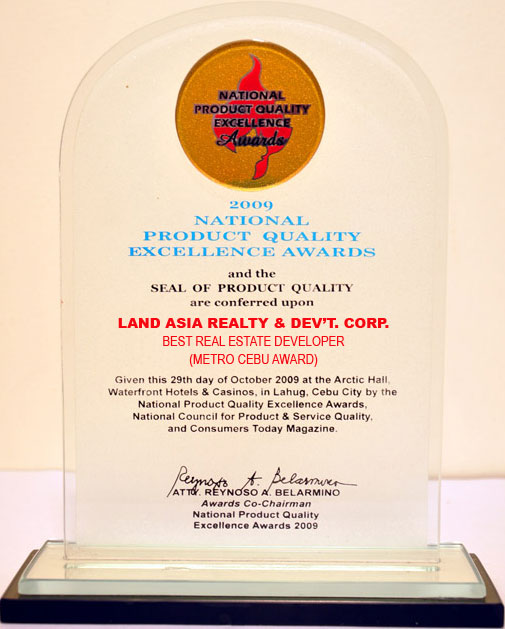 NATIONAL
PRODUCT QUALITY
EXCELLENCE
Awards
2009
NATIONAL
PRODUCT QUALITY
EXCELLENCE AWARDS
and the
SEAL OF PRODUCT QUALITY
are conferred upon
LAND ASIA REALTY & DEV'T. CORP.
BEST REAL ESTATE DEVELOPER
(METRO CEBU AWARD)
Given this 29th day of October 2009 at the Arctic Hall,
Waterfront Hotels & Casinos, in Lahug, Cebu City by the
National Product Quality Excellence Awards,
National Council for Product & Service Quality,
and Consumers Today Magazine.
Reynoso A. Belarmino
ATTY. REYNOSO A. BELARMINO
Awards Co-Chairman
National Product Quality
Excellence Awards 2009